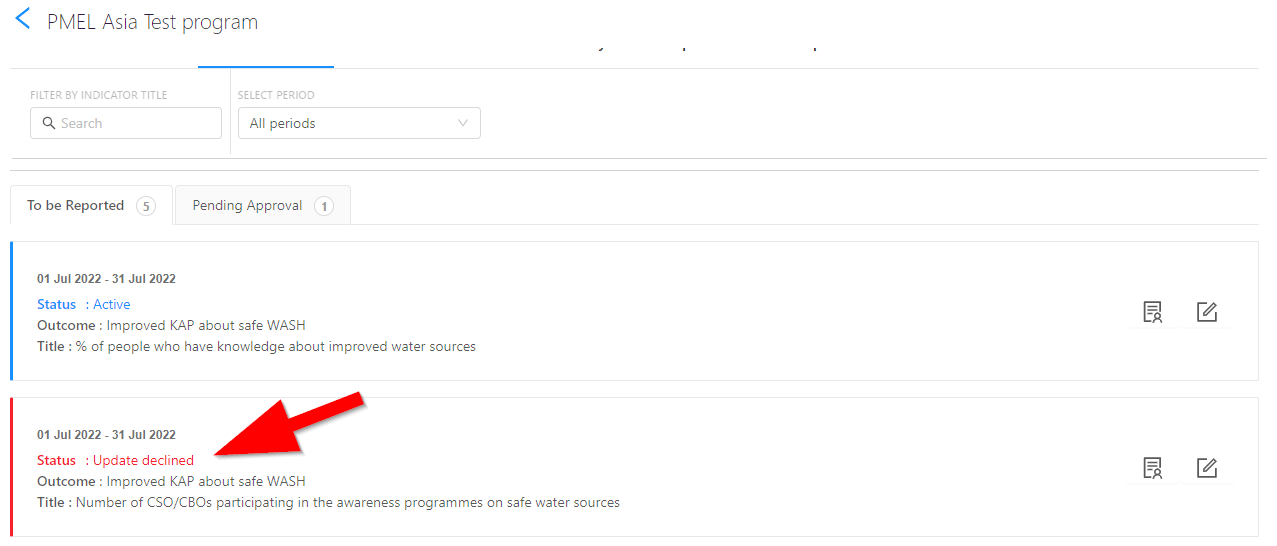 PMEL Asia Test program
FILTER BY INDICATOR TITLE
SELECT PERIOD
Search
All periods
To be Reported 5
Pending Approval 1
01 Jul 2022 - 31 Jul 2022
Status : Active
Outcome : Improved KAP about safe WASH
Title : % of people who have knowledge about improved water sources
01 Jul 2022 - 31 Jul 2022
Status : Update declined
Outcome : Improved KAP about safe WASH
Title : Number of CSO/CBOs participating in the awareness programmes on safe water sources